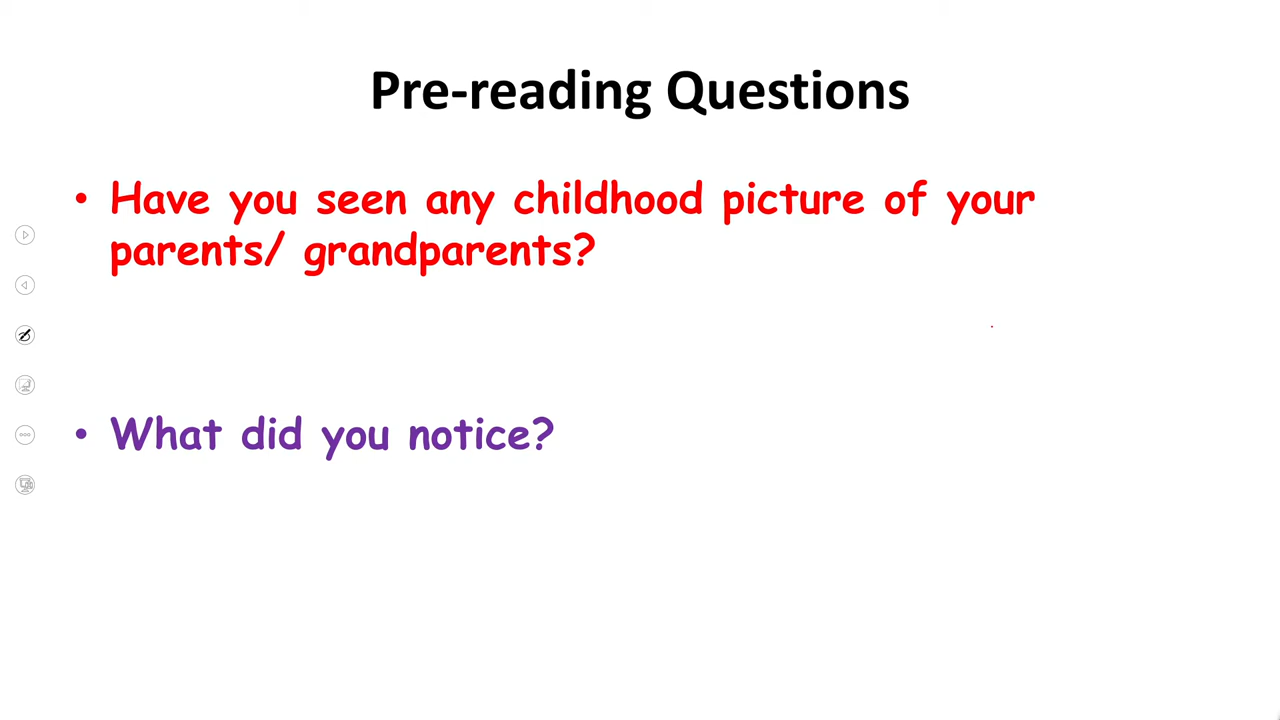 Pre-reading Questions
• Have you seen any childhood picture of your
parents/ grandparents?
• What did you notice?